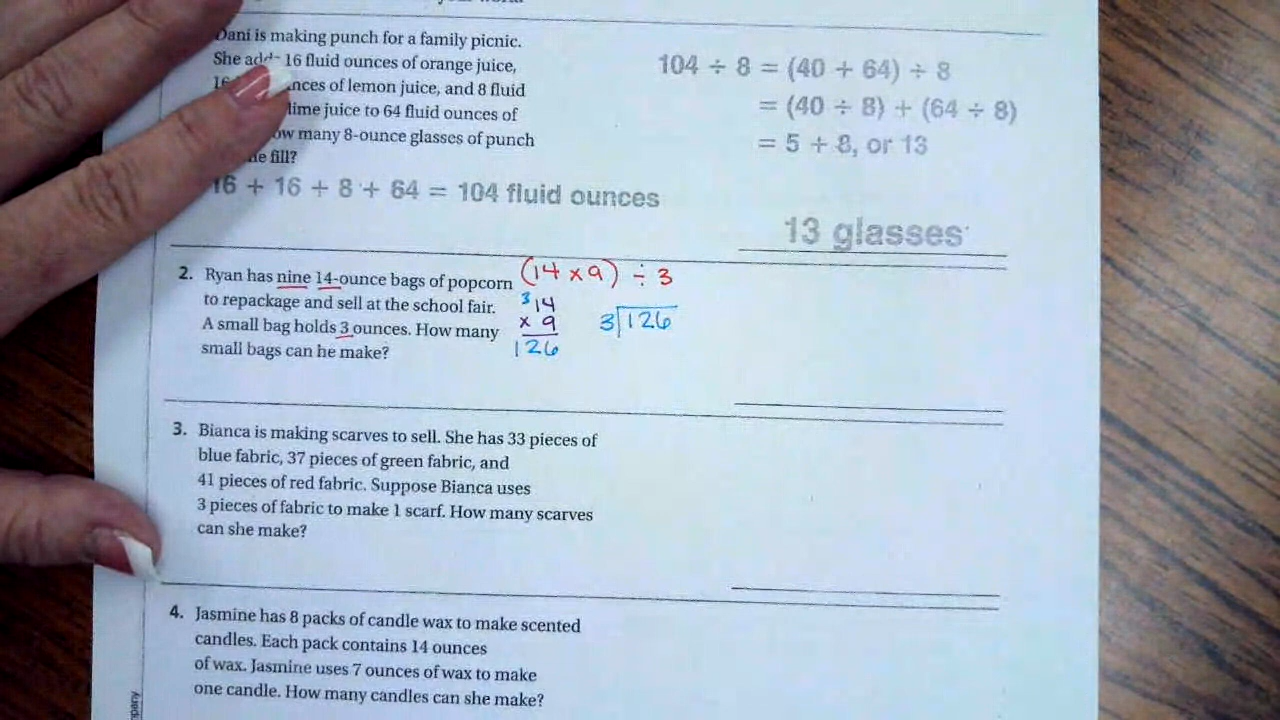 Dani is making punch for a family picnic.
She 16 fluid ounces of orange juice,
of lemon juice, and 8 fluid
lime juice to 64 fluid ounces of
many 8-ounce glasses of punch
fill?
104 ÷ 8 = (40 + 64) ÷ 8
= (40 ÷ 8) + (64 ÷ 8)
= 5 + 8, or 13
16 + 16 + 8 + 64 = 104 fluid ounces
13 glasses
2. Ryan has nine 14-ounce bags of popcorn
to repackage and sell at the school fair.
A small bag holds 3 ounces. How many
small bags can he make?
(14 x 9) ÷ 3
3
14
x 9
126
3 126
3. Bianca is making scarves to sell. She has 33 pieces of
blue fabric, 37 pieces of green fabric, and
41 pieces of red fabric. Suppose Bianca uses
3 pieces of fabric to make 1 scarf. How many scarves
can she make?
4. Jasmine has 8 packs of candle wax to make scented
candles. Each pack contains 14 ounces
of wax. Jasmine uses 7 ounces of wax to make
one candle. How many candles can she make?